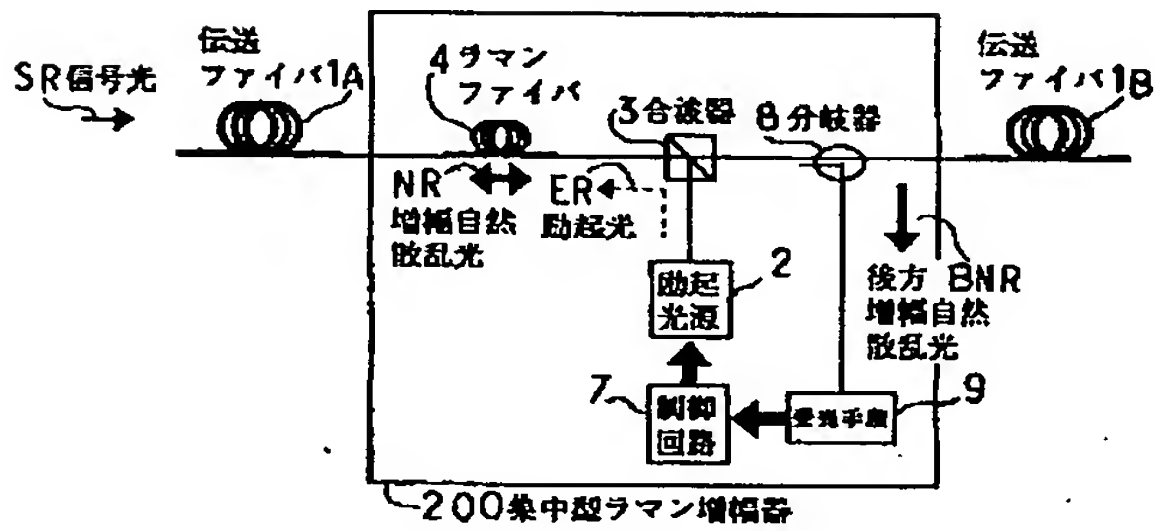 SR信号光
伝送
ファイバ1A
4ラマン
ファイバ
3合波器
8分岐器
伝送
ファイバ1B
NR
増幅自然
散乱光
ER
励起光
励起
光源
2
後方 BNR
増幅自然
散乱光
7
制御
回路
受光手段
9
200集中型ラマン増幅器